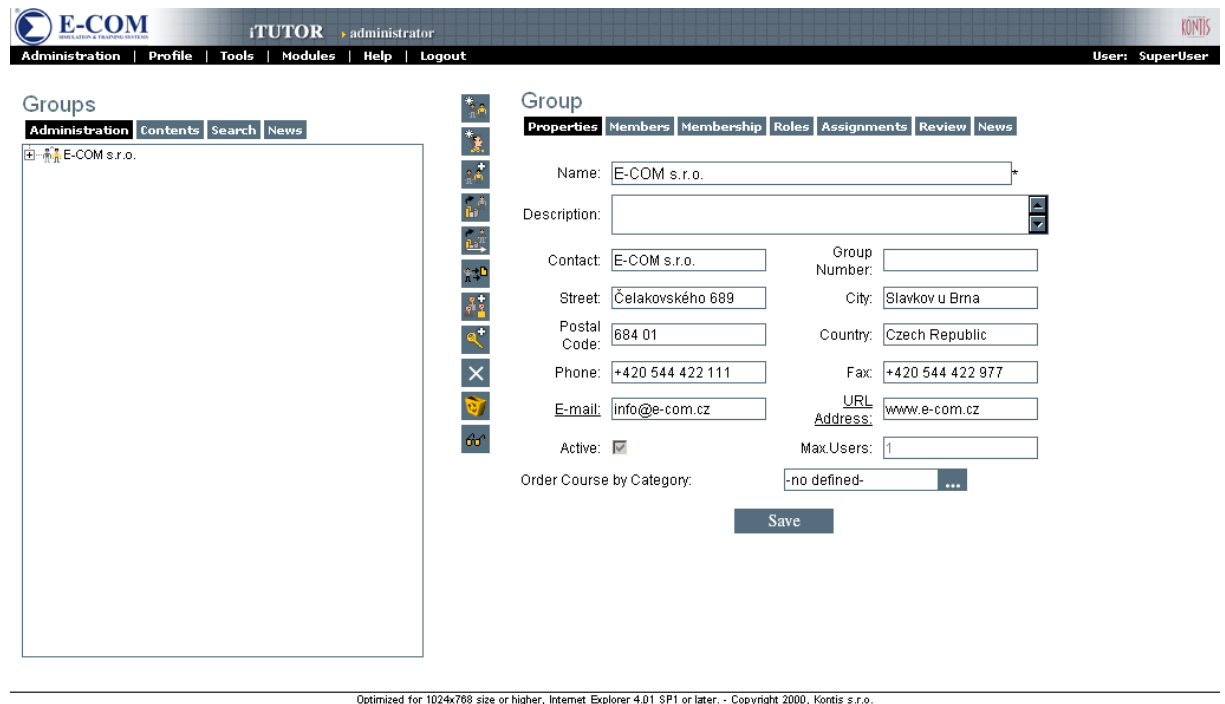 E-COM
SIMULATION & TRAINING SYSTEMS
iTUTOR administrator
KONTIS
Administration | Profile | Tools | Modules | Help | Logout
User: SuperUser
Groups
Administration Contents Search News
E-COM s.r.o.
Group
Properties Members Membership Roles Assignments Review News
Name: E-COM s.r.o. *
Description:
Contact: E-COM s.r.o.
Group Number:
Street: Čelakovského 689
City: Slavkov u Brna
Postal Code: 684 01
Country: Czech Republic
Phone: +420 544 422 111
Fax: +420 544 422 977
E-mail: info@e-com.cz
URL Address: www.e-com.cz
Active:
Max.Users: 1
Order Course by Category: -no defined- ...
Save
Optimized for 1024x768 size or higher, Internet Explorer 4.01 SP1 or later. - Copyright 2000, Kontis s.r.o.